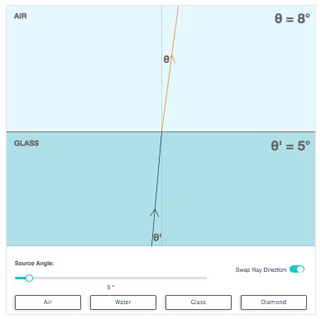 AIR
θ = 8°
θ
GLASS
θ' = 5°
θ'
Source Angle:
Swap Ray Direction
5 °
Air
Water
Glass
Diamond